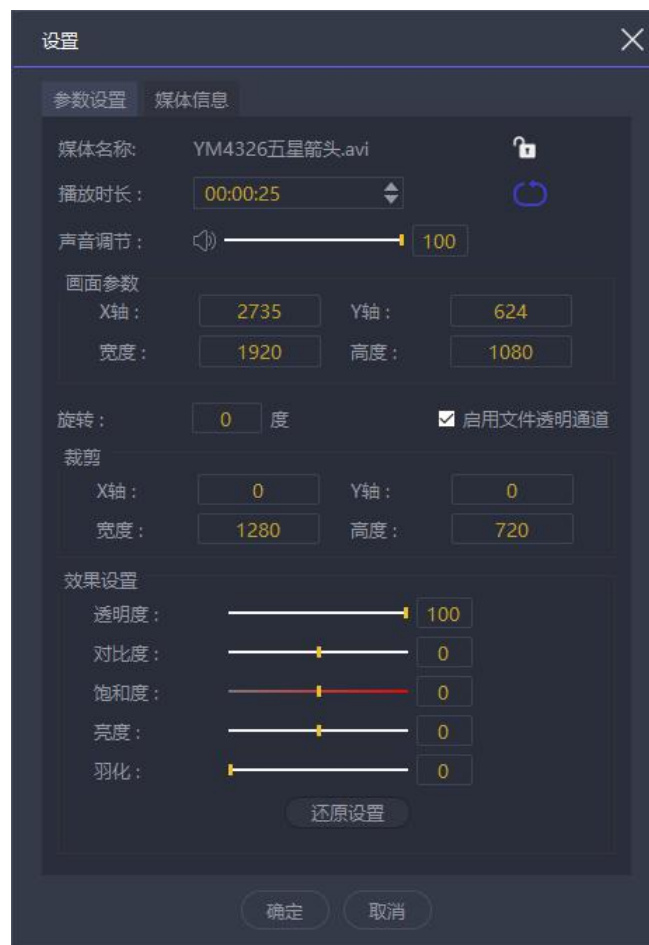 设置
参数设置 媒体信息
媒体名称: YM4326五星箭头.avi
播放时长： 00:00:25
声音调节： 100
画面参数
X轴： 2735 Y轴： 624
宽度： 1920 高度： 1080
旋转： 0 度 启用文件透明通道
裁剪
X轴： 0 Y轴： 0
宽度： 1280 高度： 720
效果设置
透明度： 100
对比度： 0
饱和度： 0
亮度： 0
羽化： 0
还原设置
确定 取消